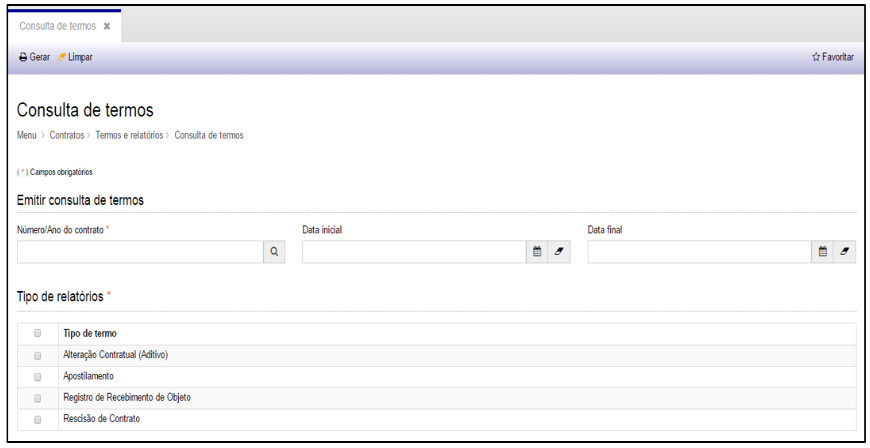 Consulta de termos ×
Gerar Limpar Favoritar
Consulta de termos
Menu > Contratos > Termos e relatórios > Consulta de termos
( * ) Campos obrigatórios
Emitir consulta de termos
Número/Ano do contrato * Data inicial Data final
Tipo de relatórios *
Tipo de termo
Alteração Contratual (Aditivo)
Apostilamento
Registro de Recebimento de Objeto
Rescisão de Contrato